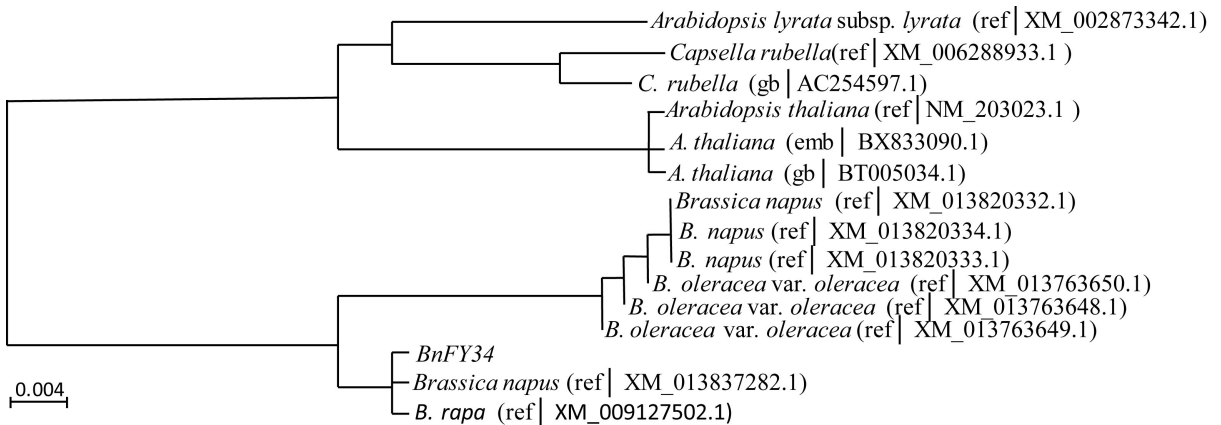 Arabidopsis lyrata subsp. lyrata (ref│XM_002873342.1)
Capsella rubella(ref│XM_006288933.1 )
C. rubella (gb│AC254597.1)
Arabidopsis thaliana (ref│NM_203023.1 )
A. thaliana (emb│ BX833090.1)
A. thaliana (gb│ BT005034.1)
Brassica napus (ref│ XM_013820332.1)
B. napus (ref│ XM_013820334.1)
B. napus (ref│ XM_013820333.1)
B. oleracea var. oleracea (ref│ XM_013763650.1)
B. oleracea var. oleracea (ref│ XM_013763648.1)
B. oleracea var. oleracea (ref│ XM_013763649.1)
BnFY34
Brassica napus (ref│ XM_013837282.1)
B. rapa (ref│ XM_009127502.1)
0.004